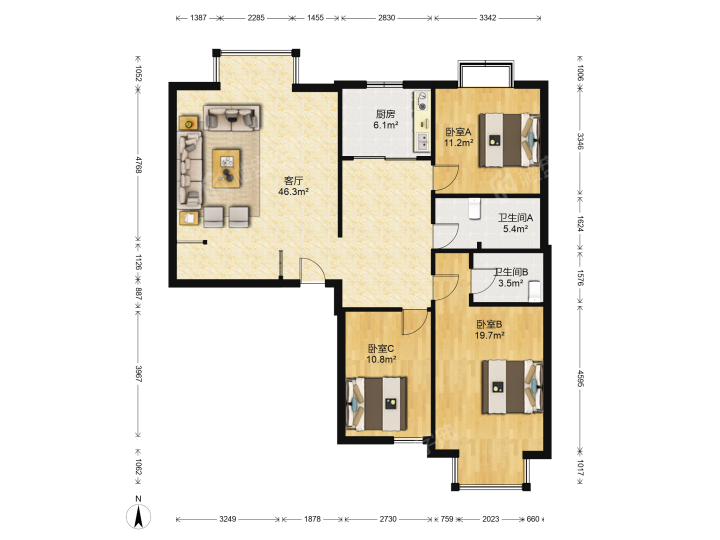 1387 2285 1455 2830 3342
1052
4768
1126
887
3967
1062
1006
3346
1624
1576
4595
1017
厨房
6.1m²
卧室A
11.2m²
客厅
46.3m²
卫生间A
5.4m²
卫生间B
3.5m²
卧室B
19.7m²
卧室C
10.8m²
N
3249 1878 2730 759 2023 660